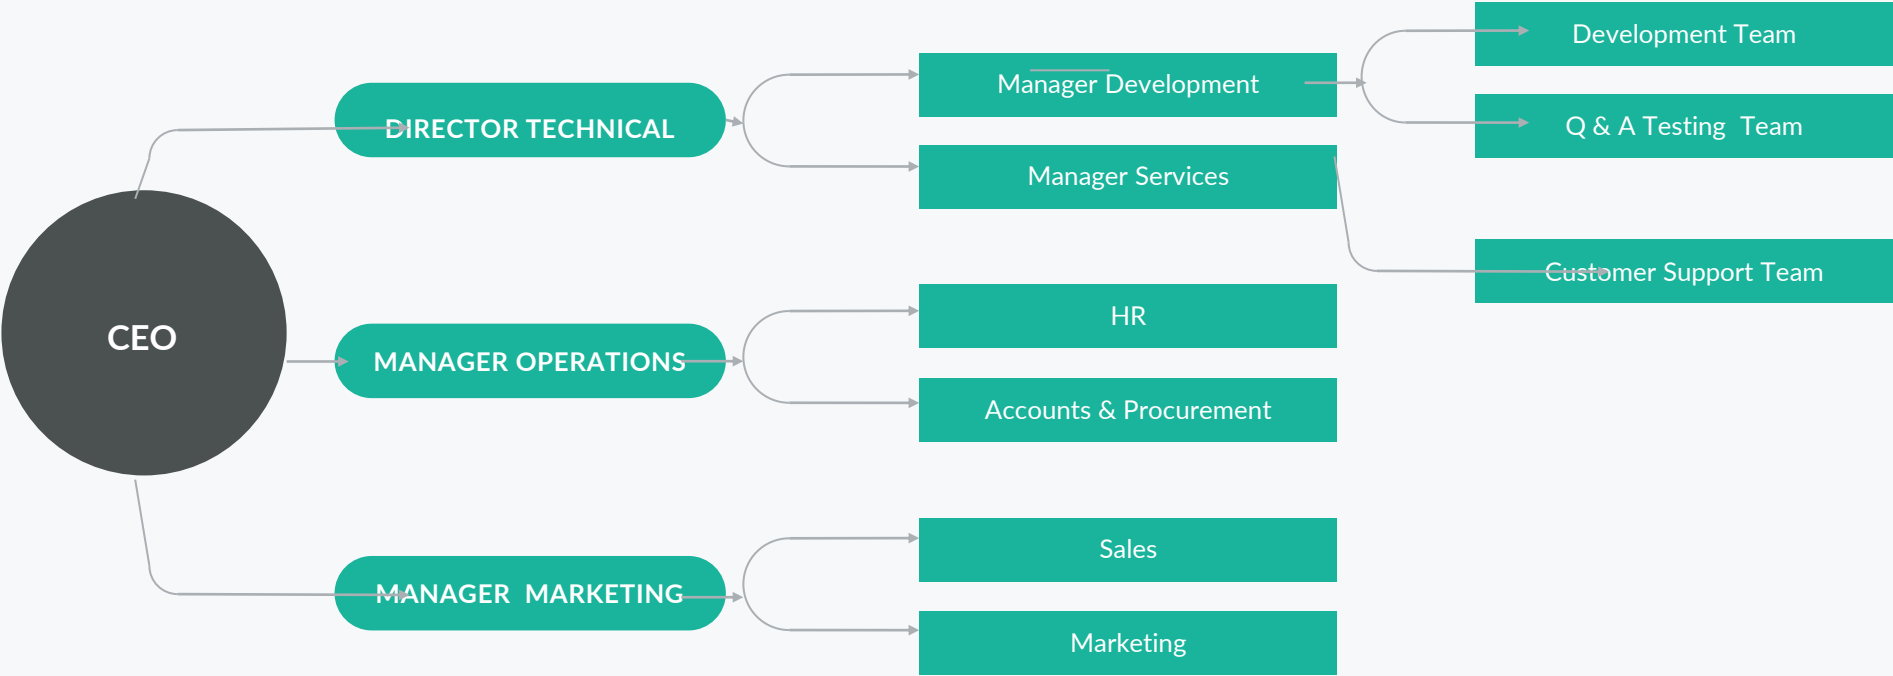 CEO
DIRECTOR TECHNICAL
Manager Development
Development Team
Q & A Testing  Team
Manager Services
Customer Support Team
MANAGER OPERATIONS
HR
Accounts & Procurement
MANAGER  MARKETING
Sales
Marketing